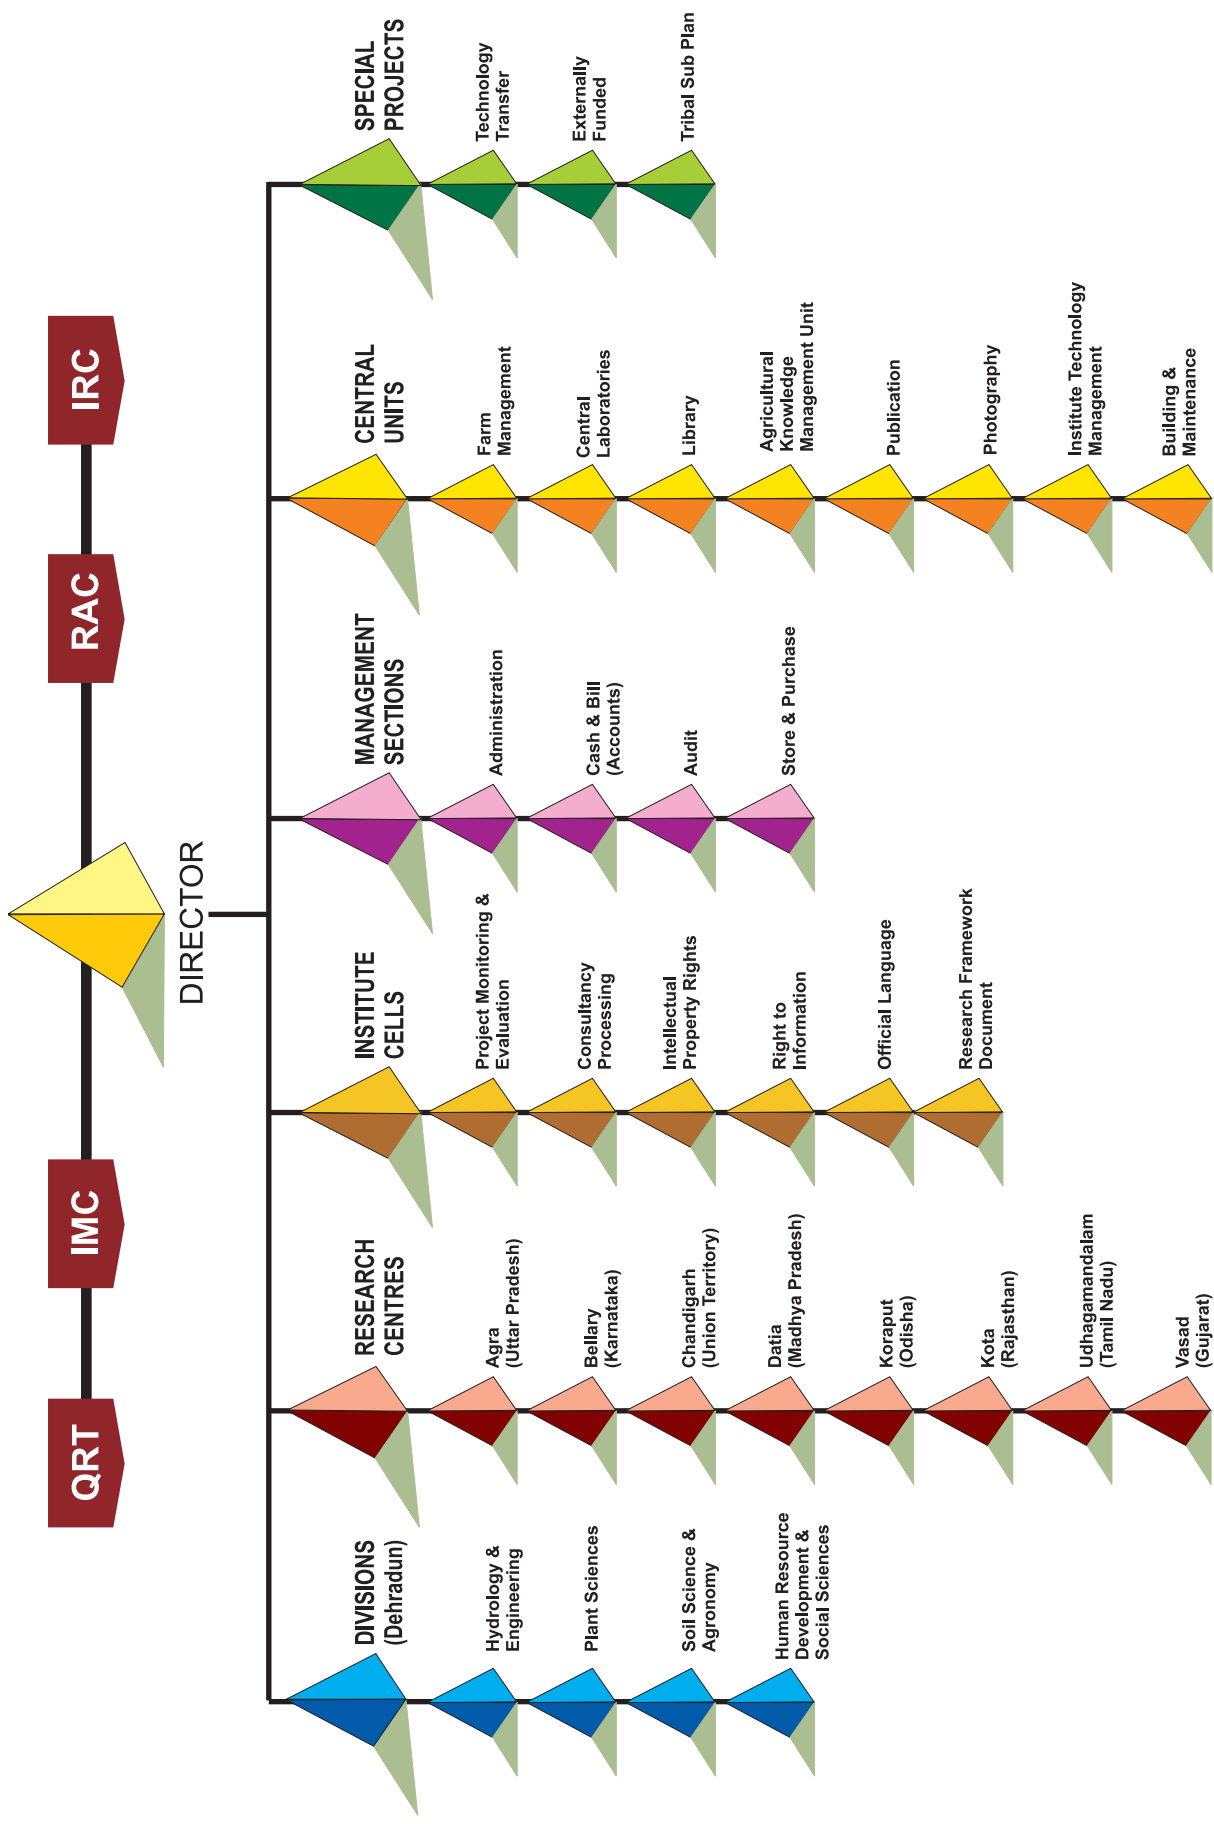 QRT
IMC
RAC
IRC
DIRECTOR
DIVISIONS
(Dehradun)
Hydrology &
Engineering
Plant Sciences
Soil Science &
Agronomy
Human Resource
Development &
Social Sciences
RESEARCH
CENTRES
Agra
(Uttar Pradesh)
Bellary
(Karnataka)
Chandigarh
(Union Territory)
Datia
(Madhya Pradesh)
Koraput
(Odisha)
Kota
(Rajasthan)
Udhagamandalam
(Tamil Nadu)
Vasad
(Gujarat)
INSTITUTE
CELLS
Project Monitoring &
Evaluation
Consultancy
Processing
Intellectual
Property Rights
Right to
Information
Official Language
Research Framework
Document
MANAGEMENT
SECTIONS
Administration
Cash & Bill
(Accounts)
Audit
Store & Purchase
CENTRAL
UNITS
Farm
Management
Central
Laboratories
Library
Agricultural
Knowledge
Management Unit
Publication
Photography
Institute Technology
Management
Building &
Maintenance
SPECIAL
PROJECTS
Technology
Transfer
Externally
Funded
Tribal Sub Plan